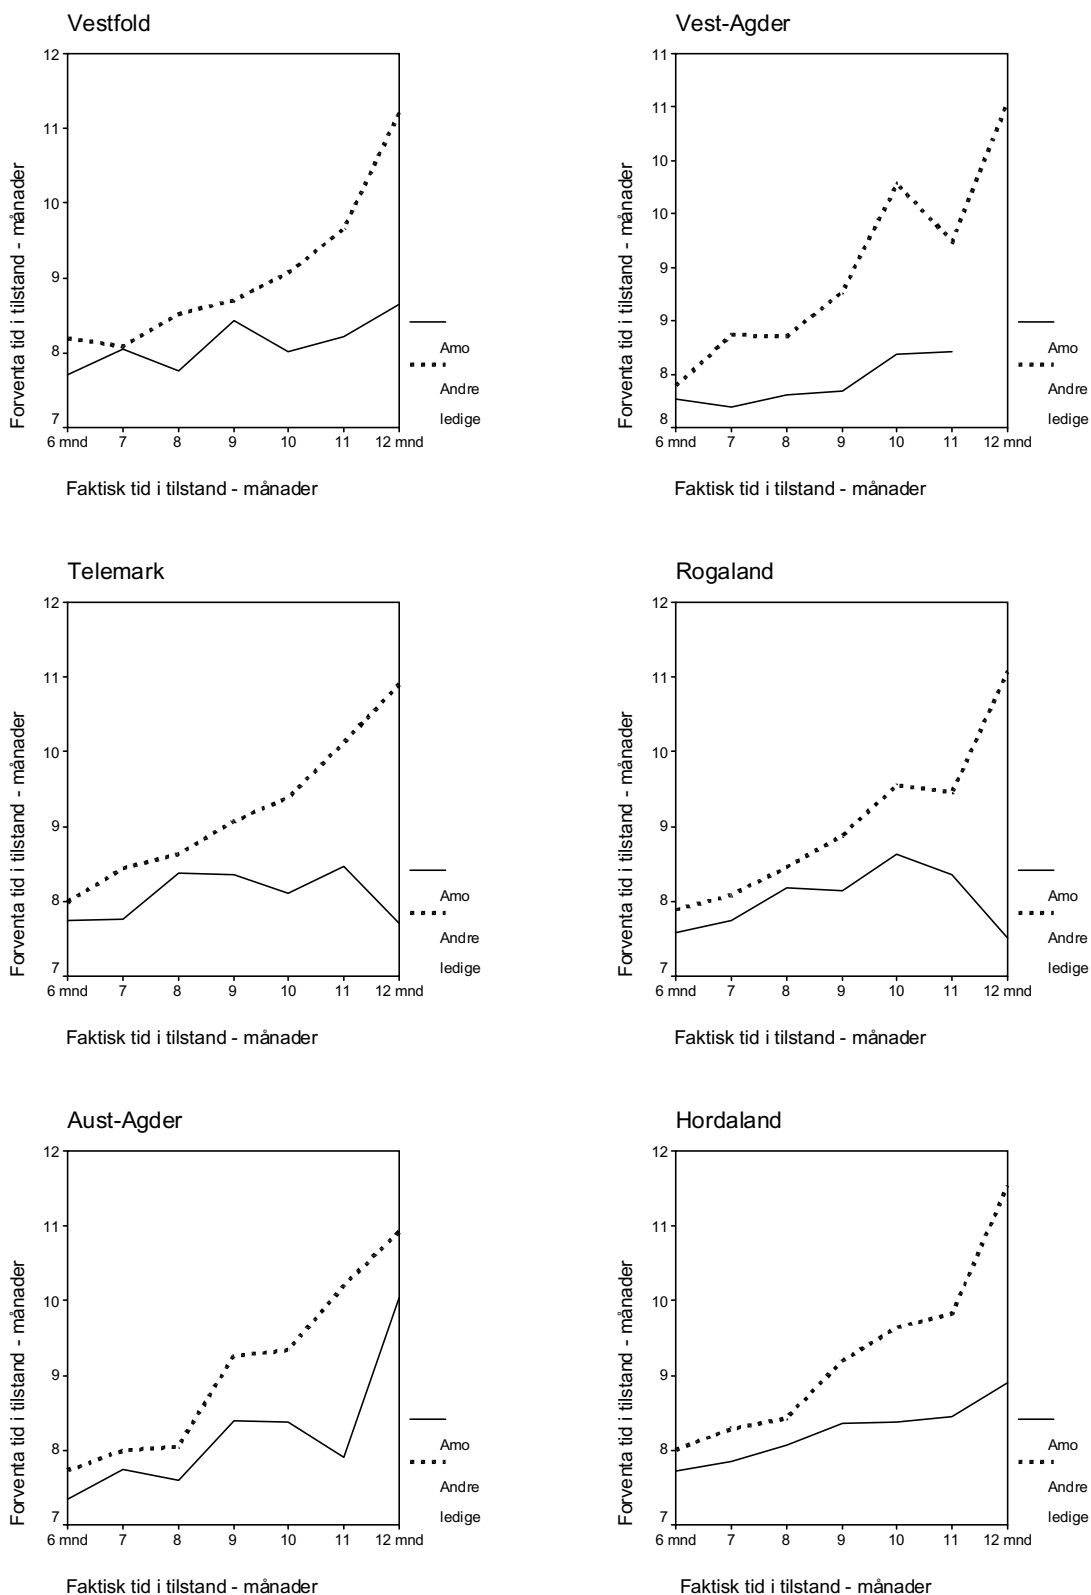 Vestfold
12
11
10
9
8
7
6 mnd 7 8 9 10 11 12 mnd
Forventa tid i tilstand - månader
Faktisk tid i tilstand - månader
Amo
Andre
ledige
Vest-Agder
11
11
10
10
9
9
8
8
6 mnd 7 8 9 10 11 12 mnd
Forventa tid i tilstand - månader
Faktisk tid i tilstand - månader
Amo
Andre
ledige
Telemark
12
11
10
9
8
7
6 mnd 7 8 9 10 11 12 mnd
Forventa tid i tilstand - månader
Faktisk tid i tilstand - månader
Amo
Andre
ledige
Rogaland
12
11
10
9
8
7
6 mnd 7 8 9 10 11 12 mnd
Forventa tid i tilstand - månader
Faktisk tid i tilstand - månader
Amo
Andre
ledige
Aust-Agder
12
11
10
9
8
7
6 mnd 7 8 9 10 11 12 mnd
Forventa tid i tilstand - månader
Faktisk tid i tilstand - månader
Amo
Andre
ledige
Hordaland
12
11
10
9
8
7
6 mnd 7 8 9 10 11 12 mnd
Forventa tid i tilstand - månader
Faktisk tid i tilstand - månader
Amo
Andre
ledige